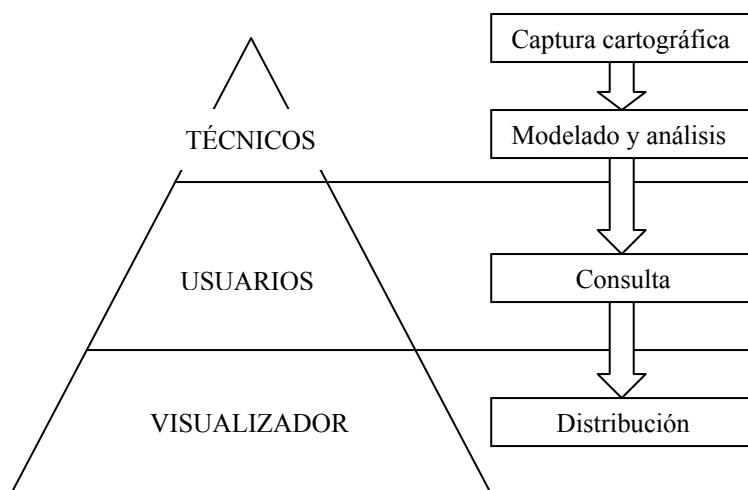 Captura cartográfica
TÉCNICOS
Modelado y análisis
USUARIOS
Consulta
VISUALIZADOR
Distribución